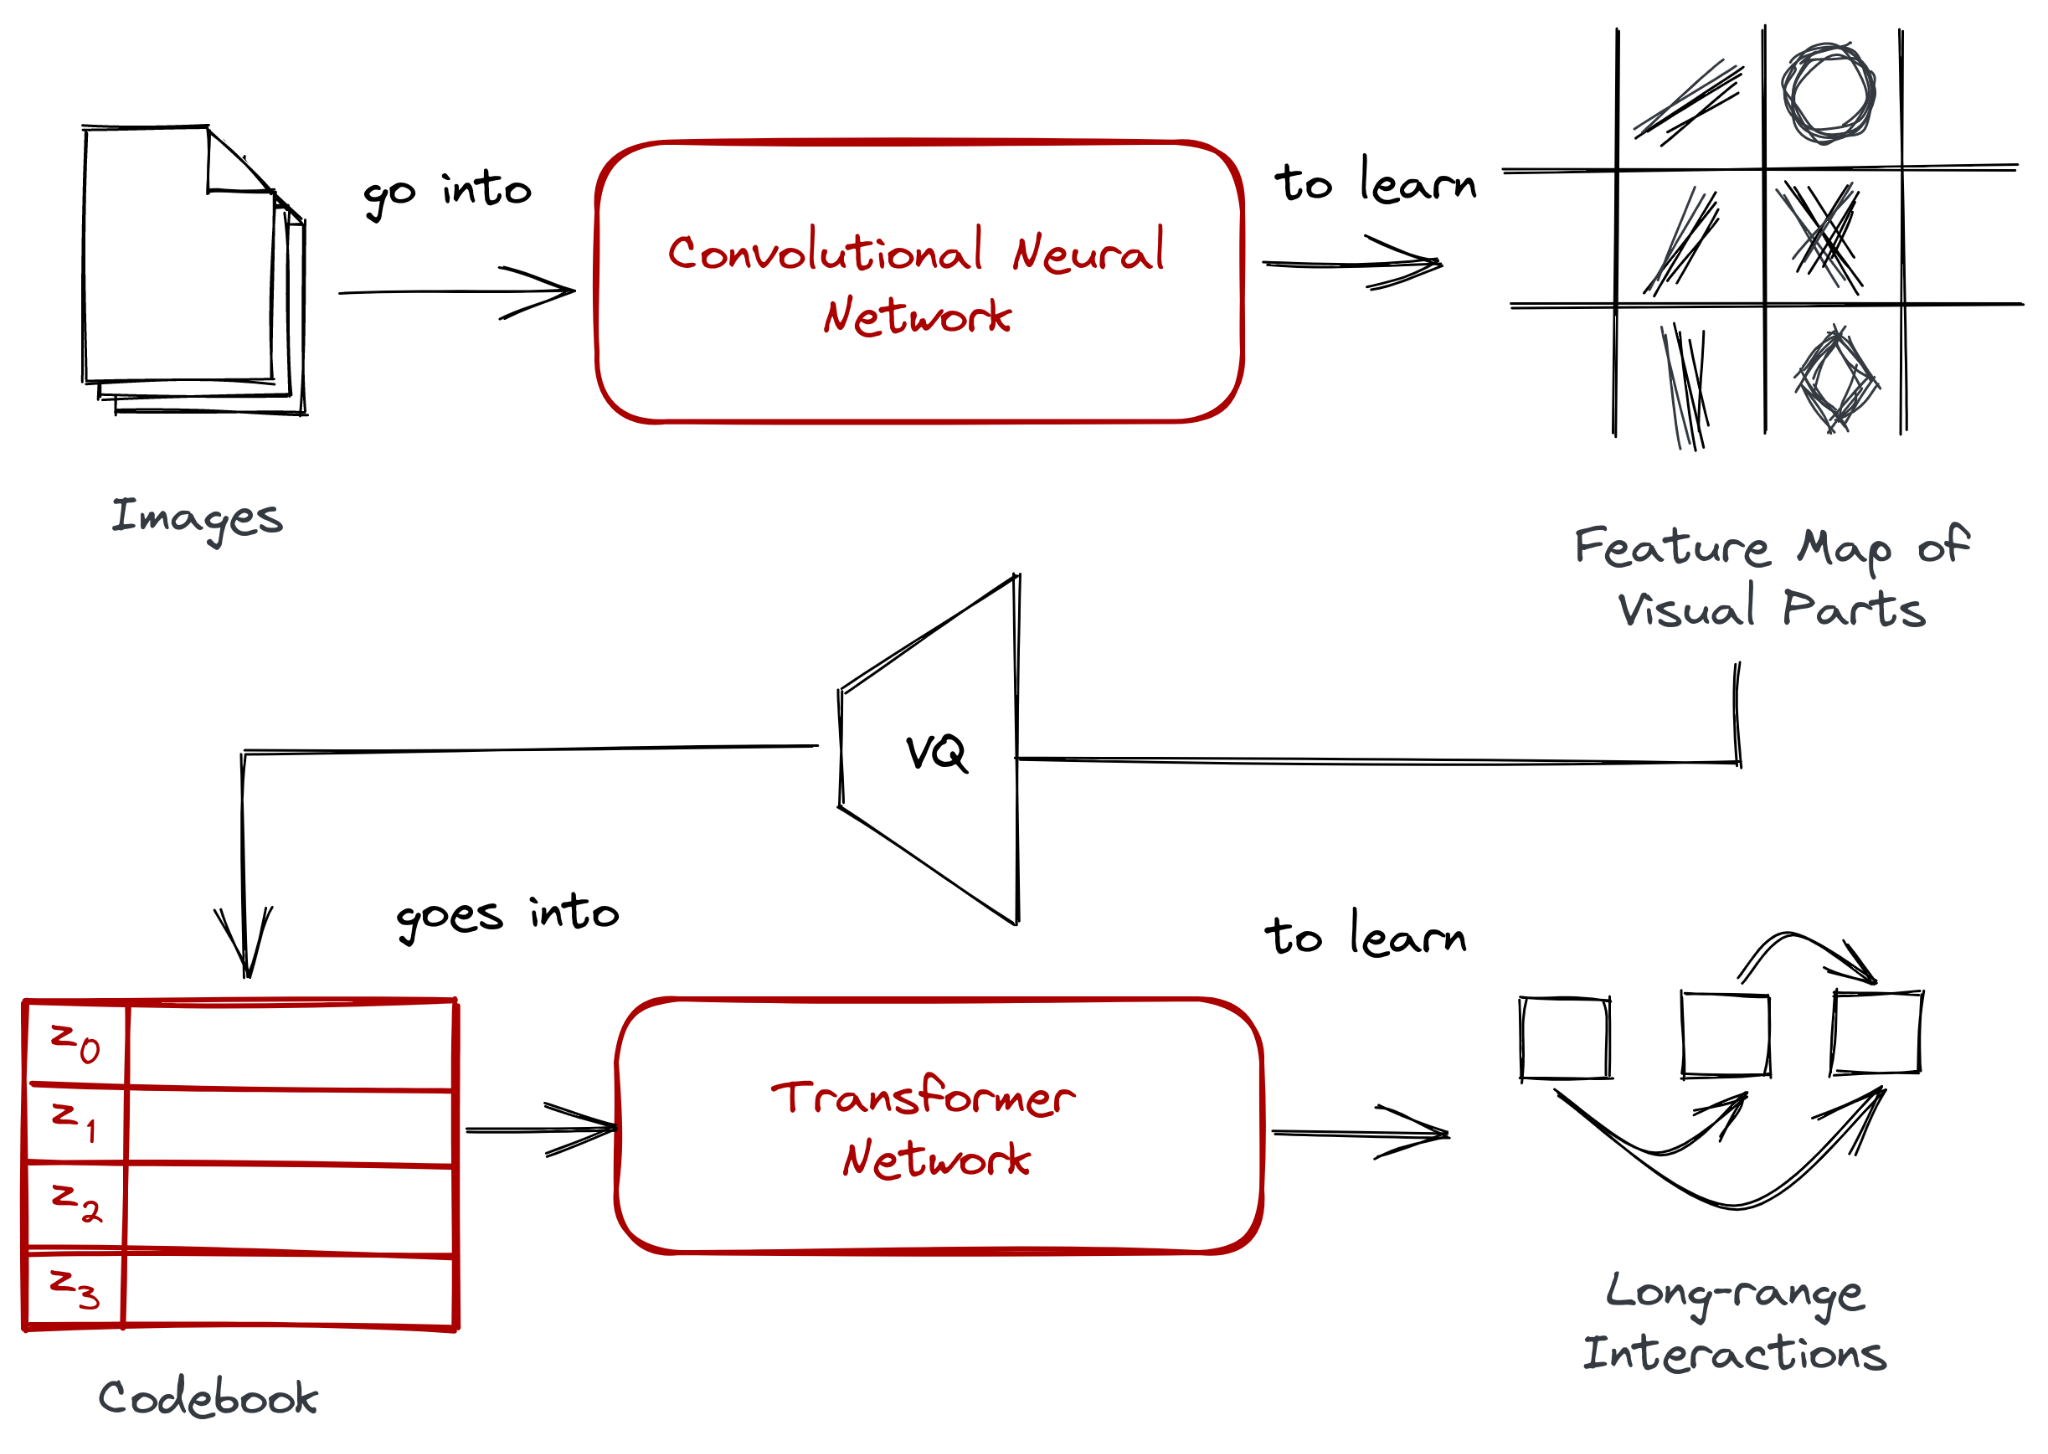 go into
Convolutional Neural
Network
to learn
Images
Feature Map of
Visual Parts
VQ
goes into
to learn
z0
z1
z2
z3
Transformer
Network
Codebook
Long-range
Interactions